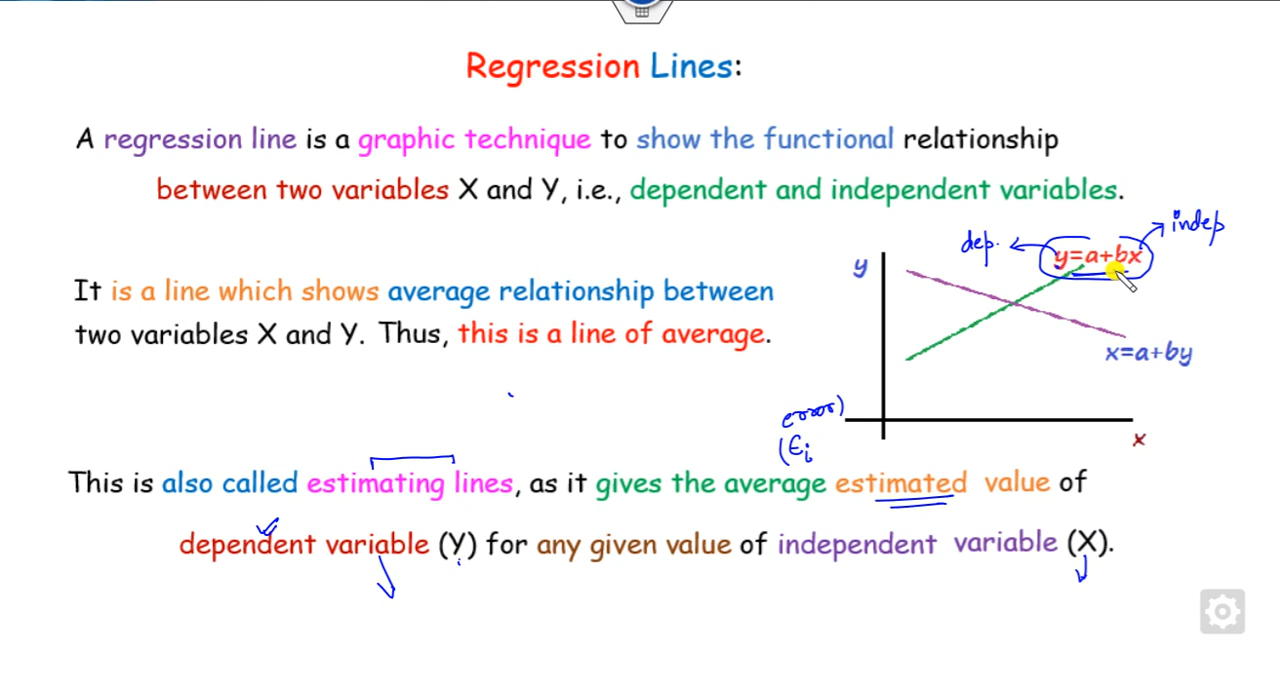 Regression Lines:
A regression line is a graphic technique to show the functional relationship
between two variables X and Y, i.e., dependent and independent variables.
dep.
y=a+bx
indep
y
It is a line which shows average relationship between
two variables X and Y. Thus, this is a line of average.
x=a+by
x
error)
(ϵi
This is also called estimating lines, as it gives the average estimated value of
dependent variable (Y) for any given value of independent variable (X).